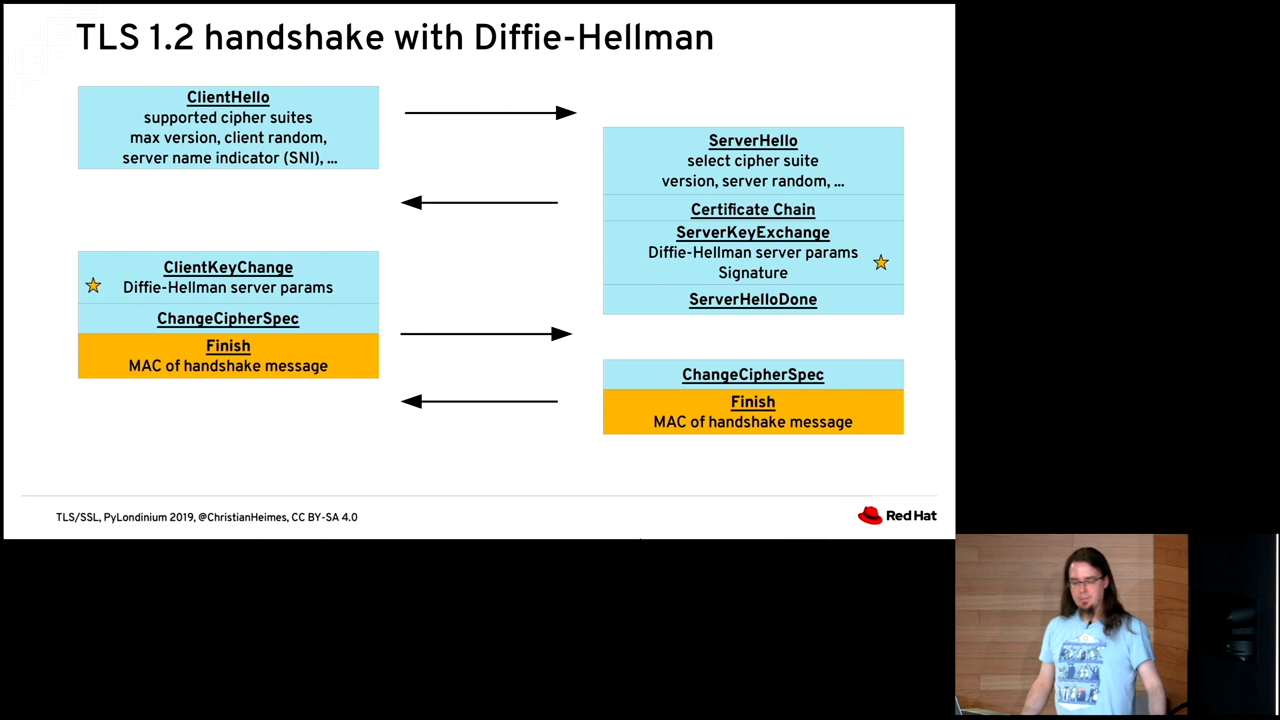 TLS 1.2 handshake with Diffie-Hellman
ClientHello
supported cipher suites
max version, client random,
server name indicator (SNI), ...
ServerHello
select cipher suite
version, server random, ...
Certificate Chain
ServerKeyExchange
Diffie-Hellman server params
Signature
ServerHelloDone
ClientKeyChange
Diffie-Hellman server params
ChangeCipherSpec
Finish
MAC of handshake message
ChangeCipherSpec
Finish
MAC of handshake message
TLS/SSL, PyLondinium 2019, @ChristianHeimes, CC BY-SA 4.0
Red Hat